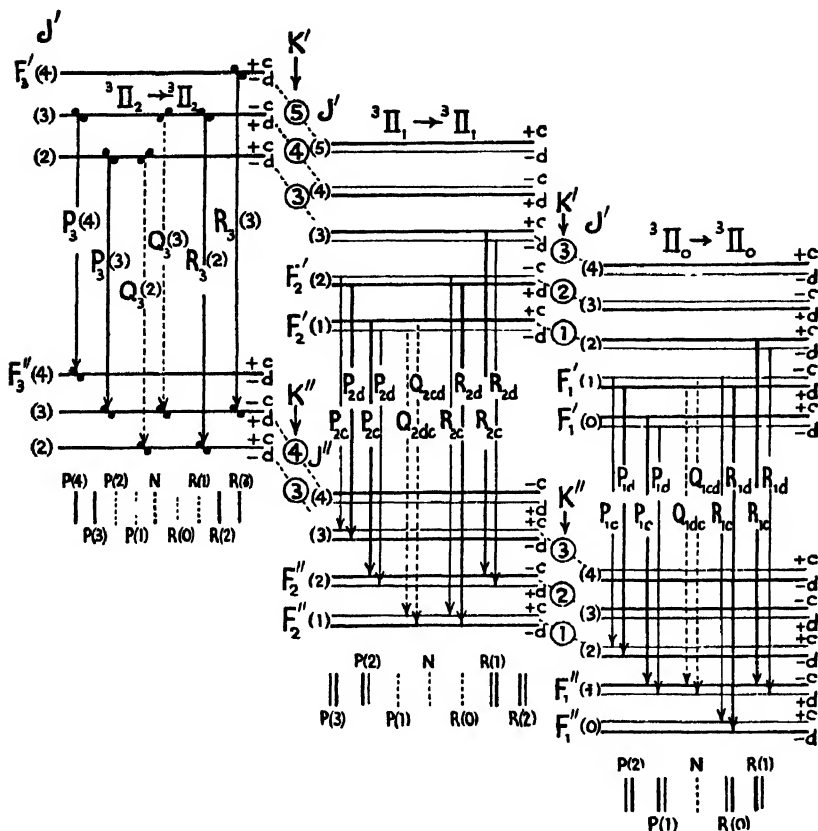 J'
F₃'(4) +c -d
(3) -c +d
(2) +c -d
³Π₂→³Π₂
K'
5
4
3
P₃(4)
P₃(3)
Q₃(2)
Q₃(3)
R₃(2)
R₃(3)
F₃''(4) -c +d
(3) +c -d
(2) -c +d
K''
4
3
P(4) P(2) N R(1) R(3)
P(3) P(1) R(0) R(2)
J'
³Π₁→³Π₁
(5) +c -d
(4) -c +d
(3) +c -d
F₂'(2) -c +d
F₂'(1) +c -d
K'
3
2
1
P₂c
P₂d
P₂c
P₂d
Q₂dc
Q₂cd
R₂c
R₂d
R₂c
R₂d
J''
(4) -c +d
(3) +c -d
F₂''(2) -c +d
F₂''(1) +c -d
K''
3
2
1
P(2) N R(1)
P(3) P(1) R(0) R(2)
J'
³Π₀→³Π₀
(4) +c -d
(3) -c +d
(2) +c -d
F₁'(1) -c +d
F₁'(0) +c -d
P₁c
P₁d
P₁c
P₁d
Q₁dc
Q₁cd
R₁c
R₁d
R₁c
R₁d
(4) +c -d
(3) -c +d
(2) +c -d
F₁''(1) -c +d
F₁''(0) +c -d
P(2) N R(1)
P(1) R(0)